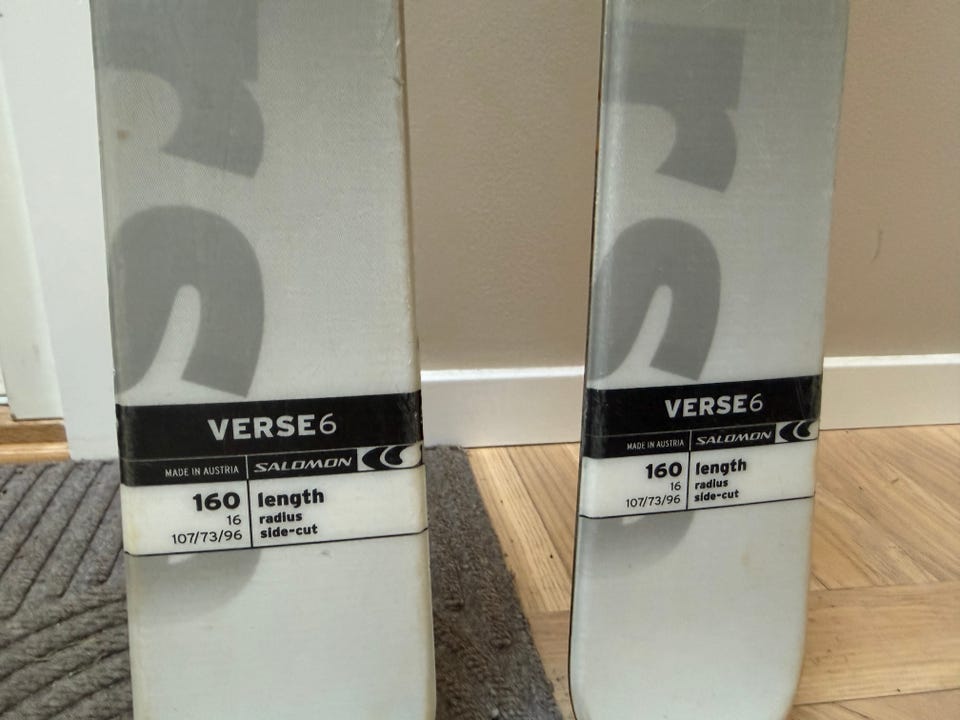 VERSE6
MADE IN AUSTRIA SALOMON
160 length
16 radius
107/73/96 side-cut
VERSE6
MADE IN AUSTRIA SALOMON
160 length
16 radius
107/73/96 side-cut